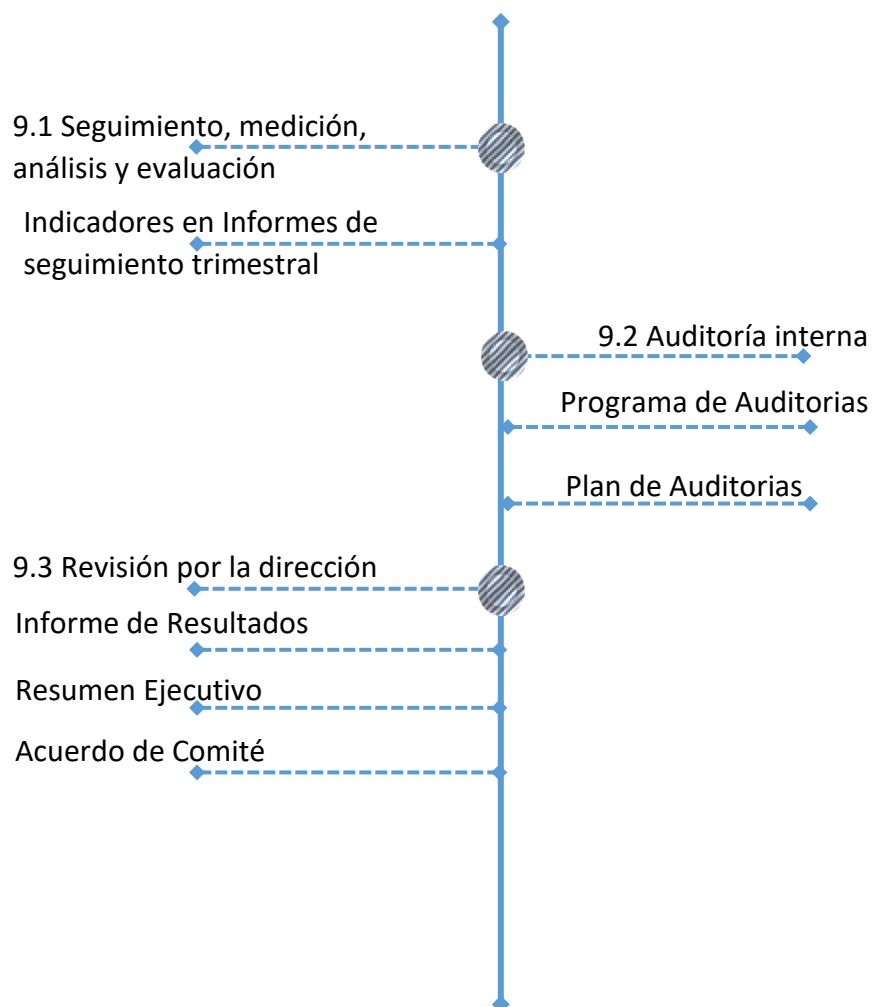 9.1 Seguimiento, medición,
análisis y evaluación
Indicadores en Informes de
seguimiento trimestral
9.2 Auditoría interna
Programa de Auditorias
Plan de Auditorias
9.3 Revisión por la dirección
Informe de Resultados
Resumen Ejecutivo
Acuerdo de Comité